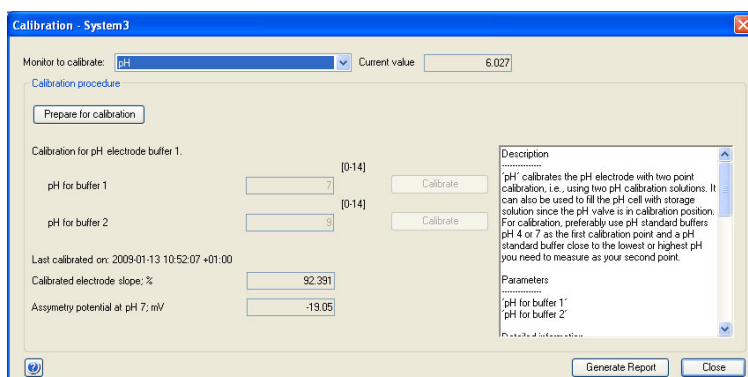 Calibration - System3
Monitor to calibrate: pH Current value 6.027
Calibration procedure
Prepare for calibration
Calibration for pH electrode buffer 1.
[0-14]
pH for buffer 1 7 Calibrate
[0-14]
pH for buffer 2 9 Calibrate
Last calibrated on: 2009-01-13 10:52:07 +01:00
Calibrated electrode slope; % 92.391
Assymetry potential at pH 7; mV -19.05
Description
---------------
'pH' calibrates the pH electrode with two point
calibration, i.e., using two pH calibration solutions. It
can also be used to fill the pH cell with storage
solution since the pH valve is in calibration position.
For calibration, preferably use pH standard buffers
pH 4 or 7 as the first calibration point and a pH
standard buffer close to the lowest or highest pH
you need to measure as your second point.
Parameters
---------------
'pH for buffer 1'
'pH for buffer 2'
Detailed information
Generate Report Close